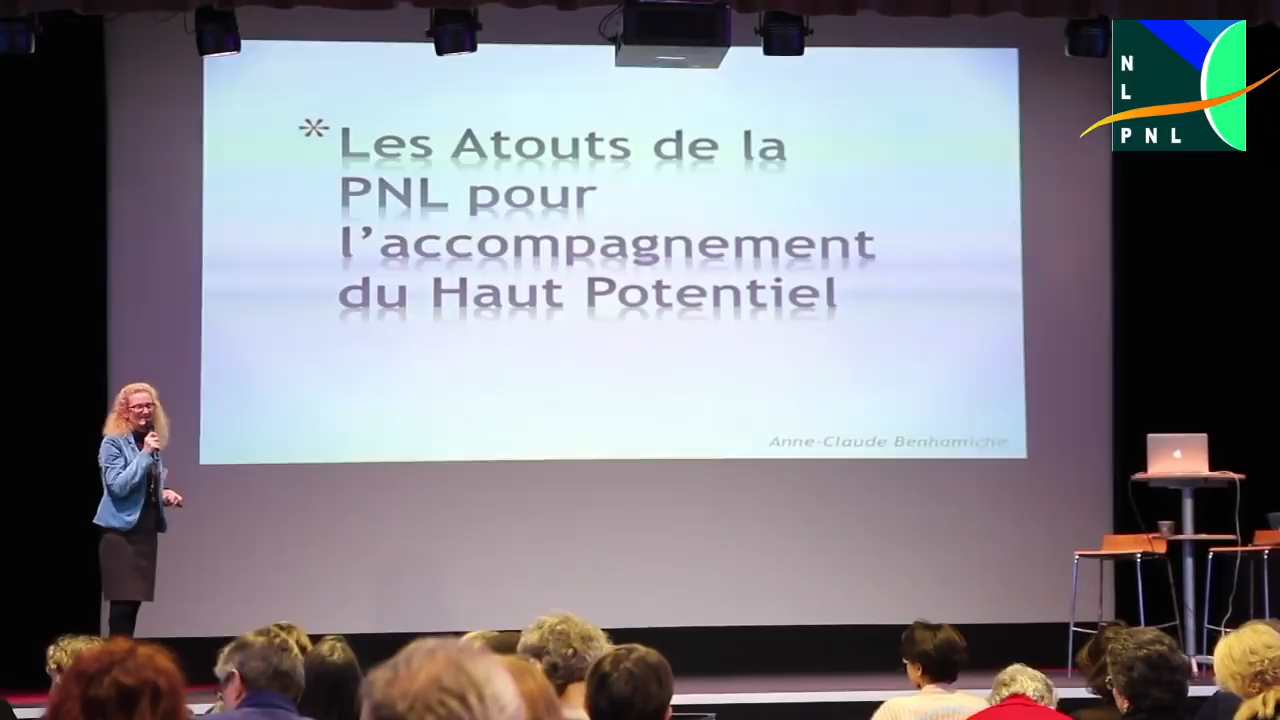 * Les Atouts de la
PNL pour
l'accompagnement
du Haut Potentiel
Anne-Claude Benhamiche
N
L
PNL